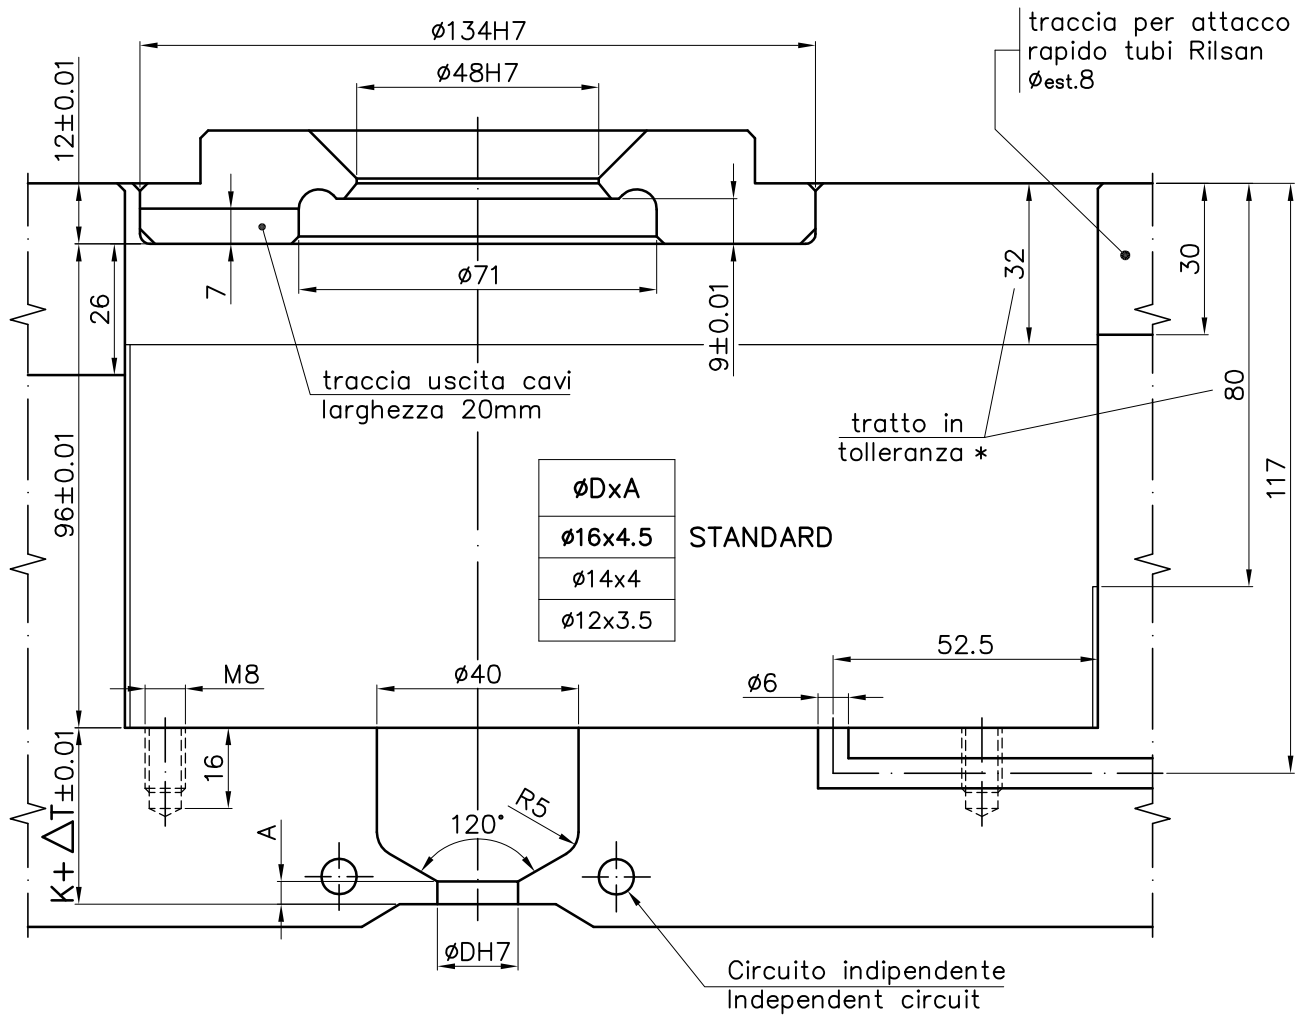 ø134H7
traccia per attacco
rapido tubi Rilsan
øest.8
ø48H7
12±0.01
7
ø71
26
9±0.01
32
30
80
117
traccia uscita cavi
larghezza 20mm
tratto in
tolleranza *
96±0.01
øDxA
ø16x4.5
STANDARD
ø14x4
ø12x3.5
M8
ø40
ø6
52.5
16
R5
120°
A
K+ △T±0.01
øDH7
Circuito indipendente
Independent circuit